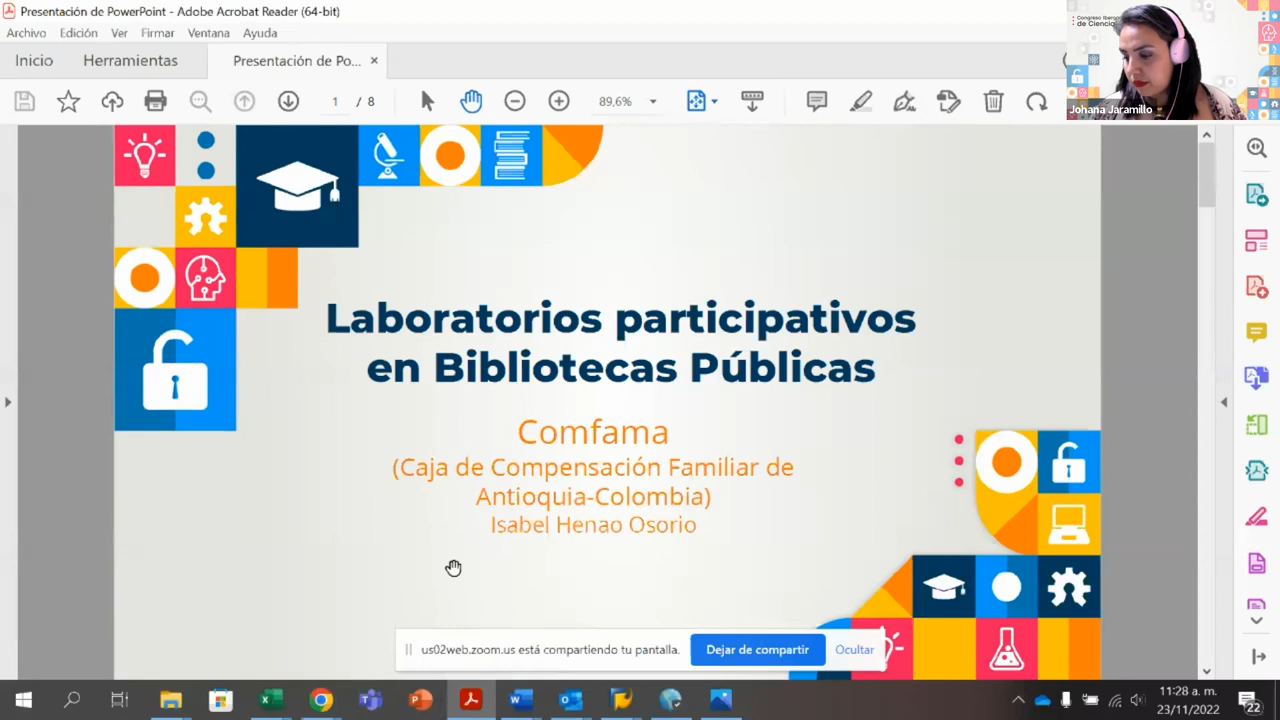 Presentación de PowerPoint - Adobe Acrobat Reader (64-bit)
Archivo Edición Ver Firmar Ventana Ayuda
Inicio Herramientas Presentación de Po... ×
1 / 8 89,6%
Congreso
de Ciencia
Johana Jaramillo
Laboratorios participativos
en Bibliotecas Públicas
Comfama
(Caja de Compensación Familiar de
Antioquia-Colombia)
Isabel Henao Osorio
us02web.zoom.us está compartiendo tu pantalla. Dejar de compartir Ocultar
11:28 a. m.
23/11/2022
22